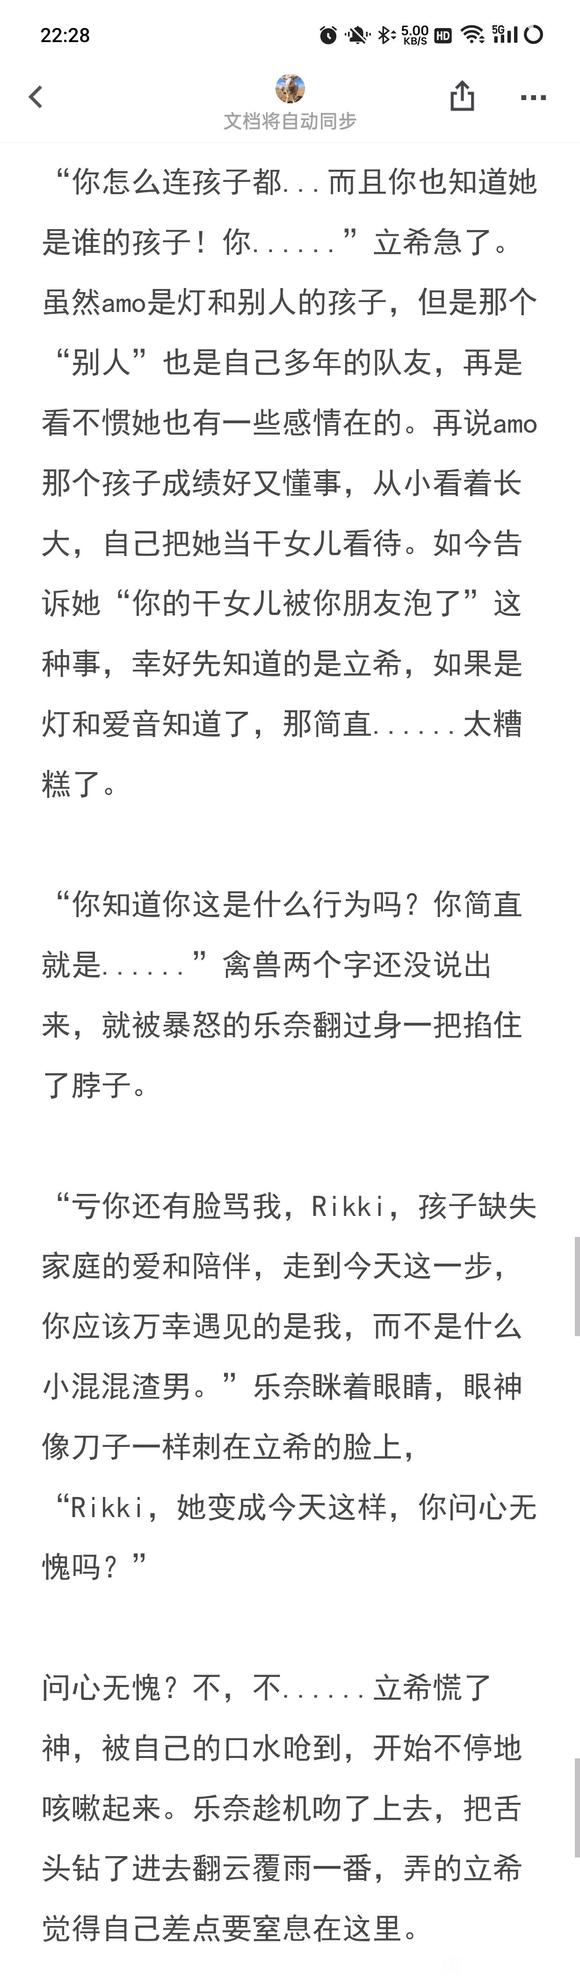 22:28
5.00 KB/S HD 5G
文档将自动同步
“你怎么连孩子都...而且你也知道她
是谁的孩子！你......”立希急了。
虽然amo是灯和别人的孩子，但是那个
“别人”也是自己多年的队友，再是
看不惯她也有一些感情在的。再说amo
那个孩子成绩好又懂事，从小看着长
大，自己把她当干女儿看待。如今告
诉她“你的干女儿被你朋友泡了”这
种事，幸好先知道的是立希，如果是
灯和爱音知道了，那简直......太糟
糕了。
“你知道你这是什么行为吗？你简直
就是......”禽兽两个字还没说出
来，就被暴怒的乐奈翻过身一把掐住
了脖子。
“亏你还有脸骂我，Rikki，孩子缺失
家庭的爱和陪伴，走到今天这一步，
你应该万幸遇见的是我，而不是什么
小混混渣男。”乐奈眯着眼睛，眼神
像刀子一样刺在立希的脸上，
“Rikki，她变成今天这样，你问心无
愧吗？”
问心无愧？不，不......立希慌了
神，被自己的口水呛到，开始不停地
咳嗽起来。乐奈趁机吻了上去，把舌
头钻了进去翻云覆雨一番，弄的立希
觉得自己差点要窒息在这里。